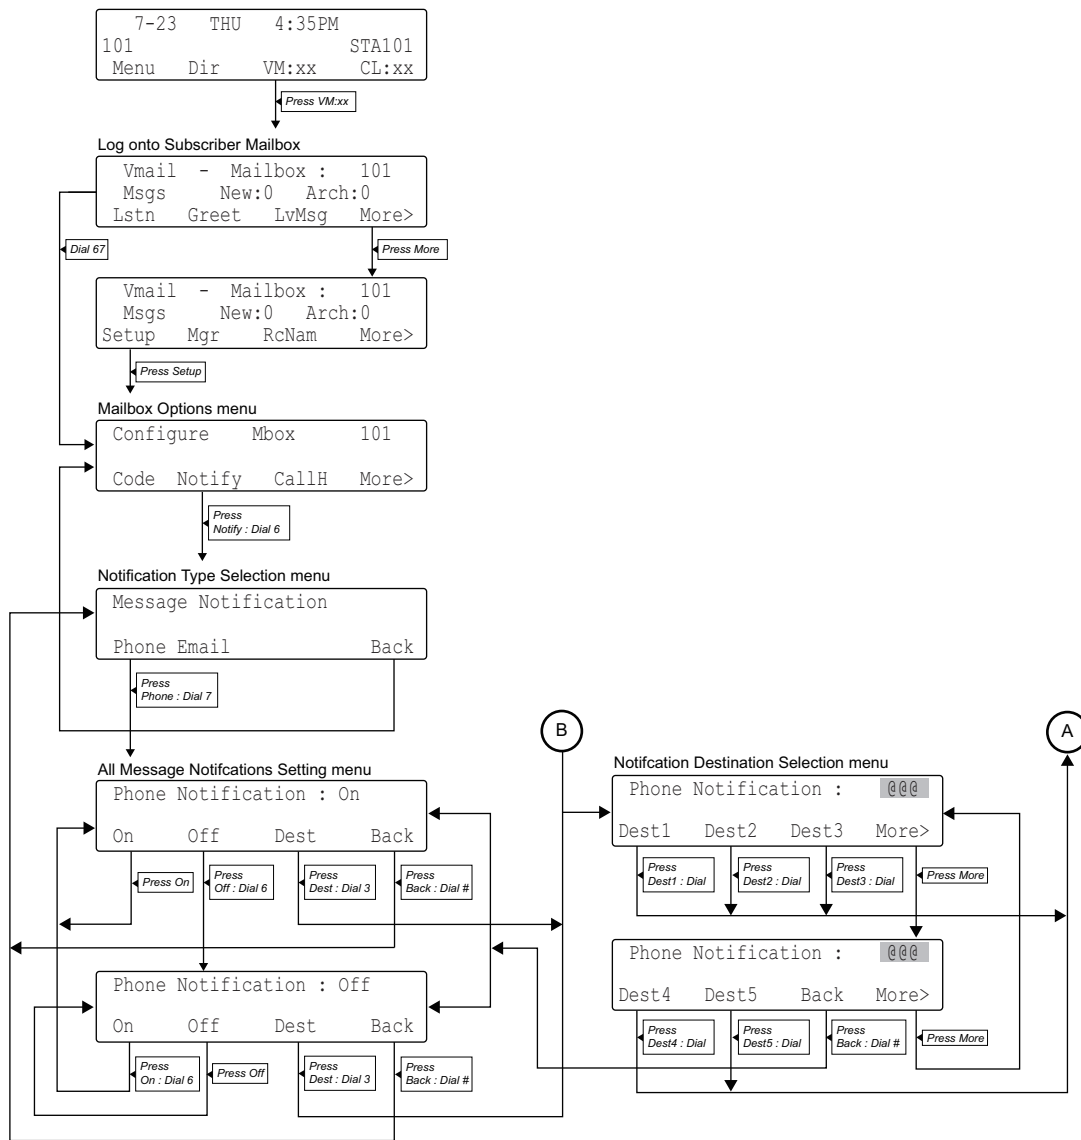 7-23 THU 4:35PM
101 STA101
Menu Dir VM:xx CL:xx
Press VM:xx
Log onto Subscriber Mailbox
Vmail - Mailbox : 101
Msgs New:0 Arch:0
Lstn Greet LvMsg More>
Dial 67
Press More
Vmail - Mailbox : 101
Msgs New:0 Arch:0
Setup Mgr RcNam More>
Press Setup
Mailbox Options menu
Configure Mbox 101
Code Notify CallH More>
Press
Notify : Dial 6
Notification Type Selection menu
Message Notification
Phone Email Back
Press
Phone : Dial 7
All Message Notifcations Setting menu
Phone Notification : On
On Off Dest Back
Press On
Press
Off : Dial 6
Press
Dest : Dial 3
Press
Back : Dial #
Phone Notification : Off
On Off Dest Back
Press
On : Dial 6
Press Off
Press
Dest : Dial 3
Press
Back : Dial #
B
A
Notifcation Destination Selection menu
Phone Notification : @@@
Dest1 Dest2 Dest3 More>
Press
Dest1 : Dial
Press
Dest2 : Dial
Press
Dest3 : Dial
Press More
Phone Notification : @@@
Dest4 Dest5 Back More>
Press
Dest4 : Dial
Press
Dest5 : Dial
Press
Back : Dial #
Press More